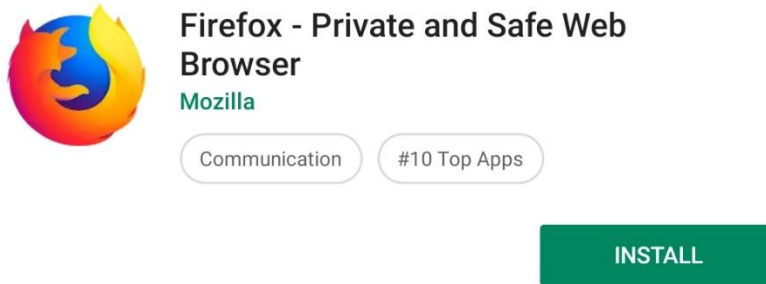 Firefox - Private and Safe Web
Browser
Mozilla
Communication
#10 Top Apps
INSTALL